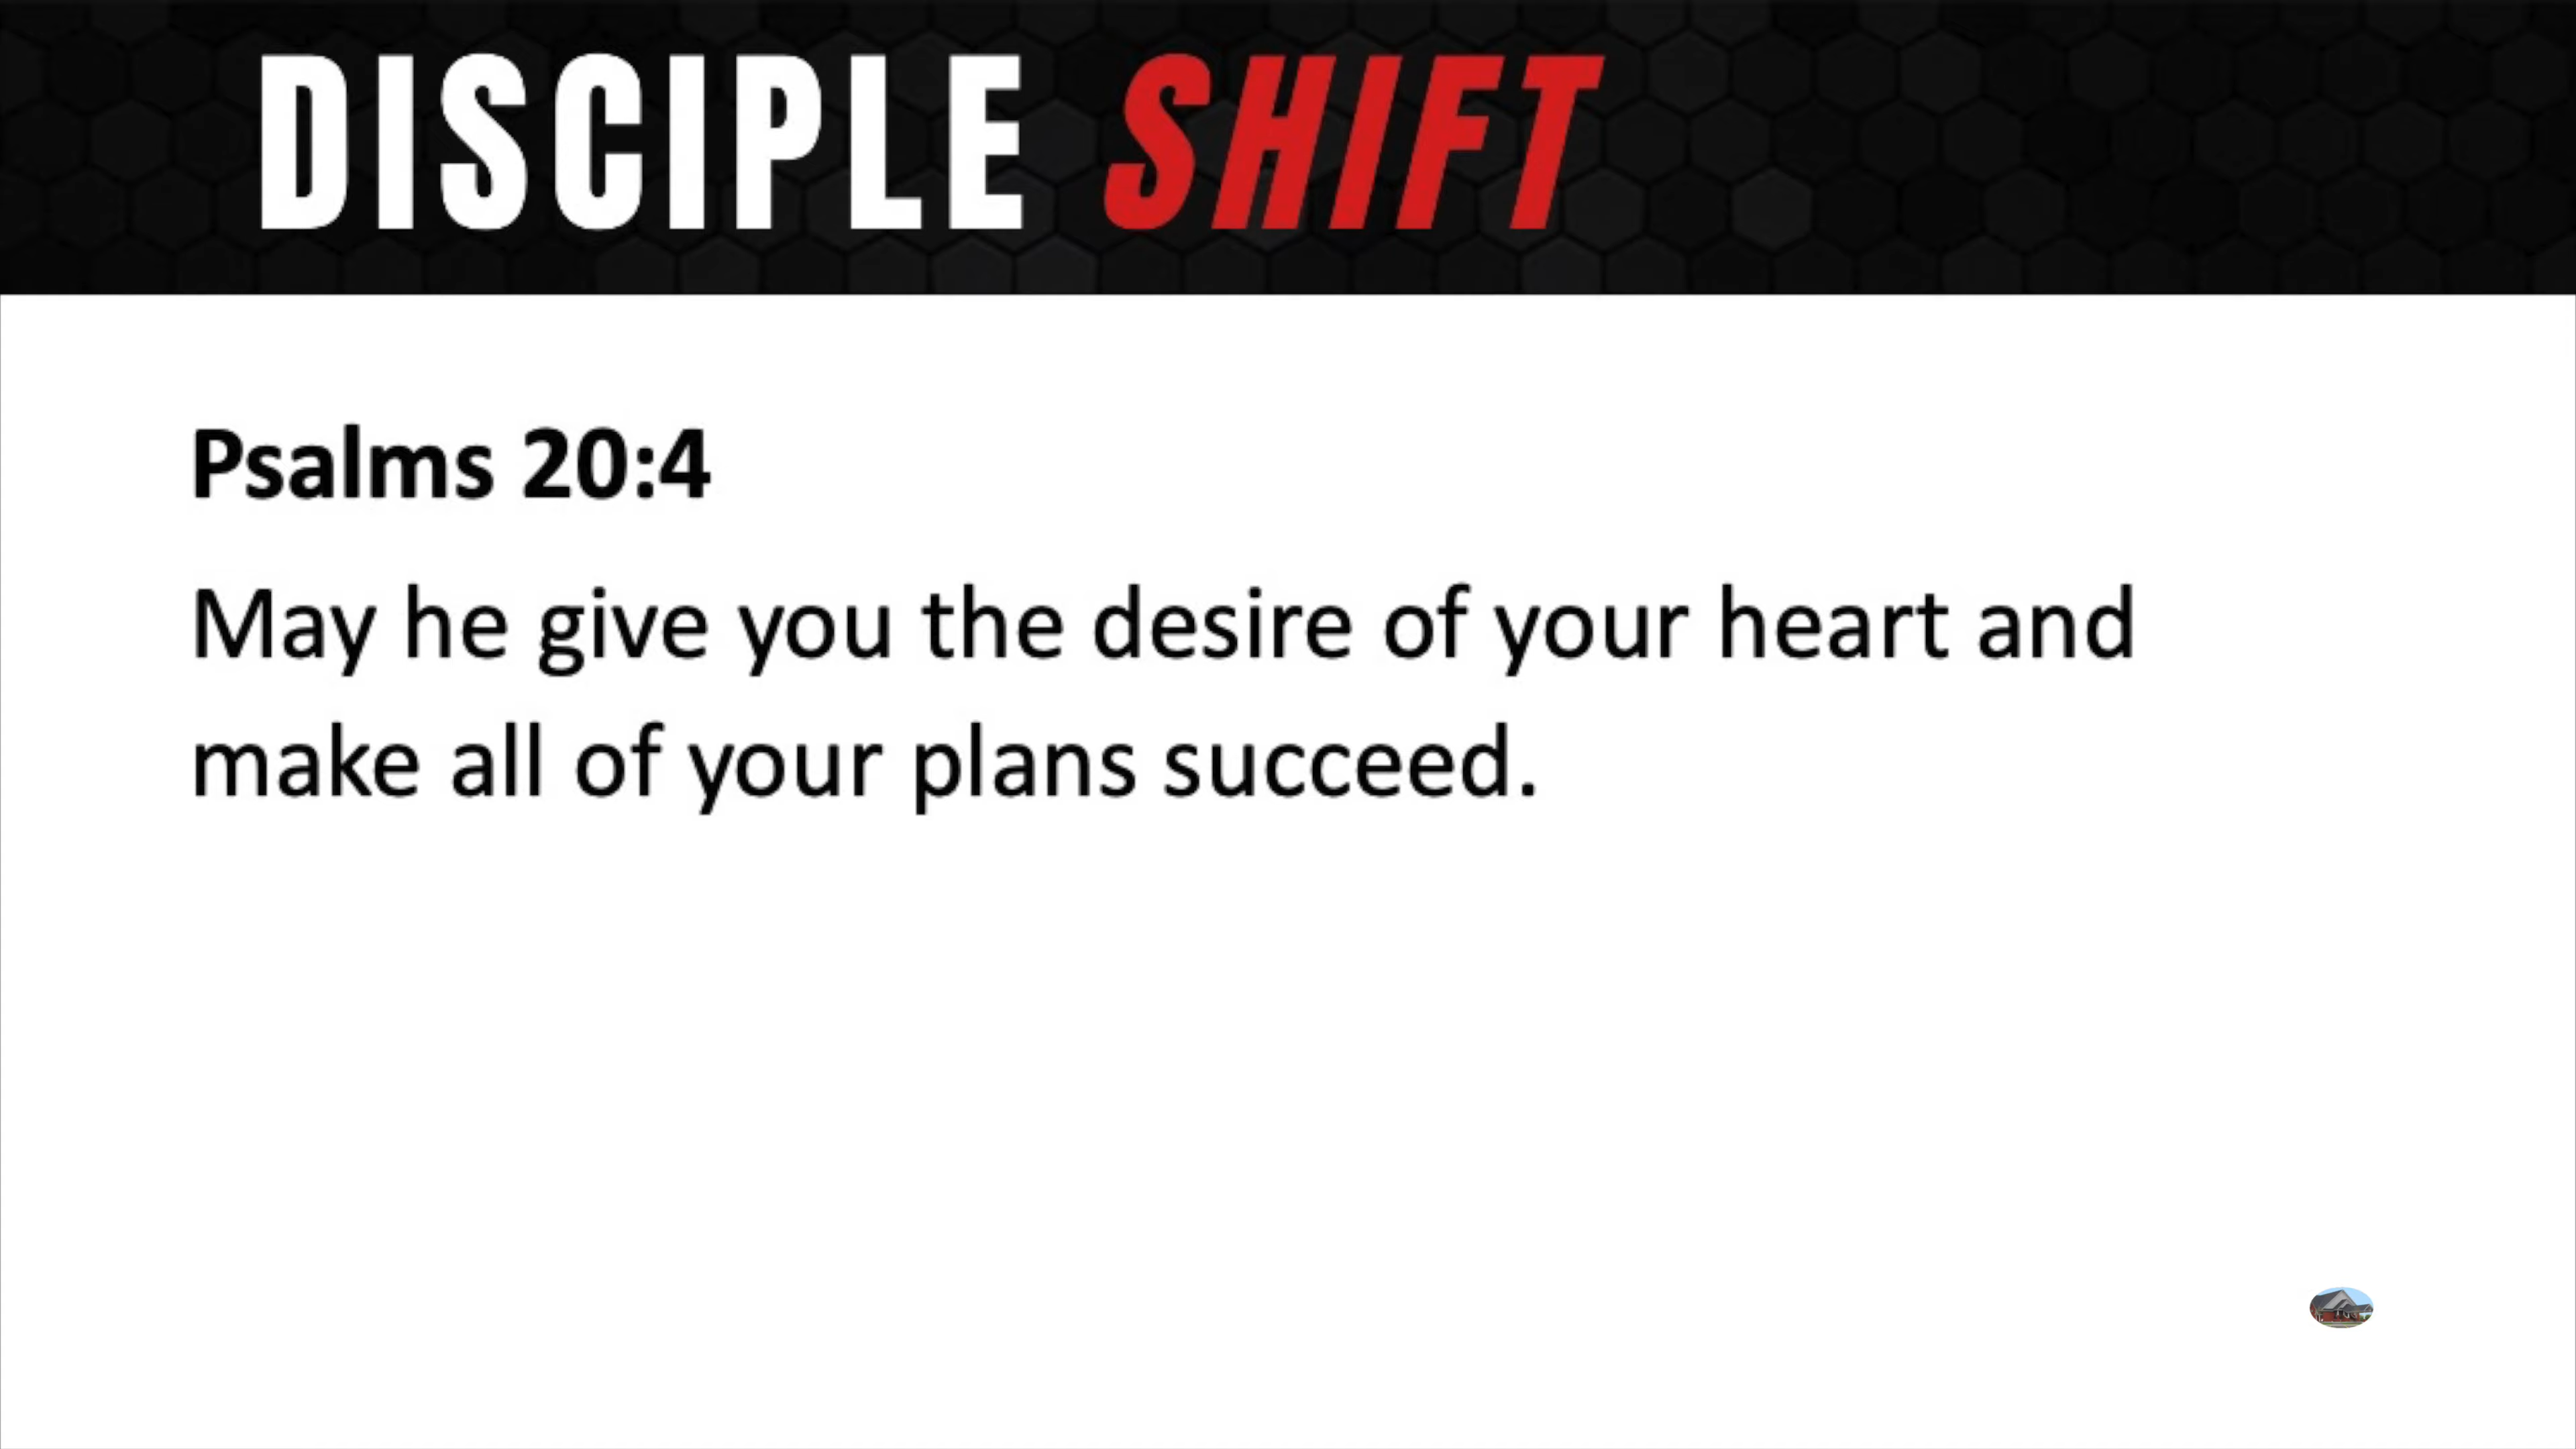 DISCIPLE SHIFT
Psalms 20:4
May he give you the desire of your heart and
make all of your plans succeed.